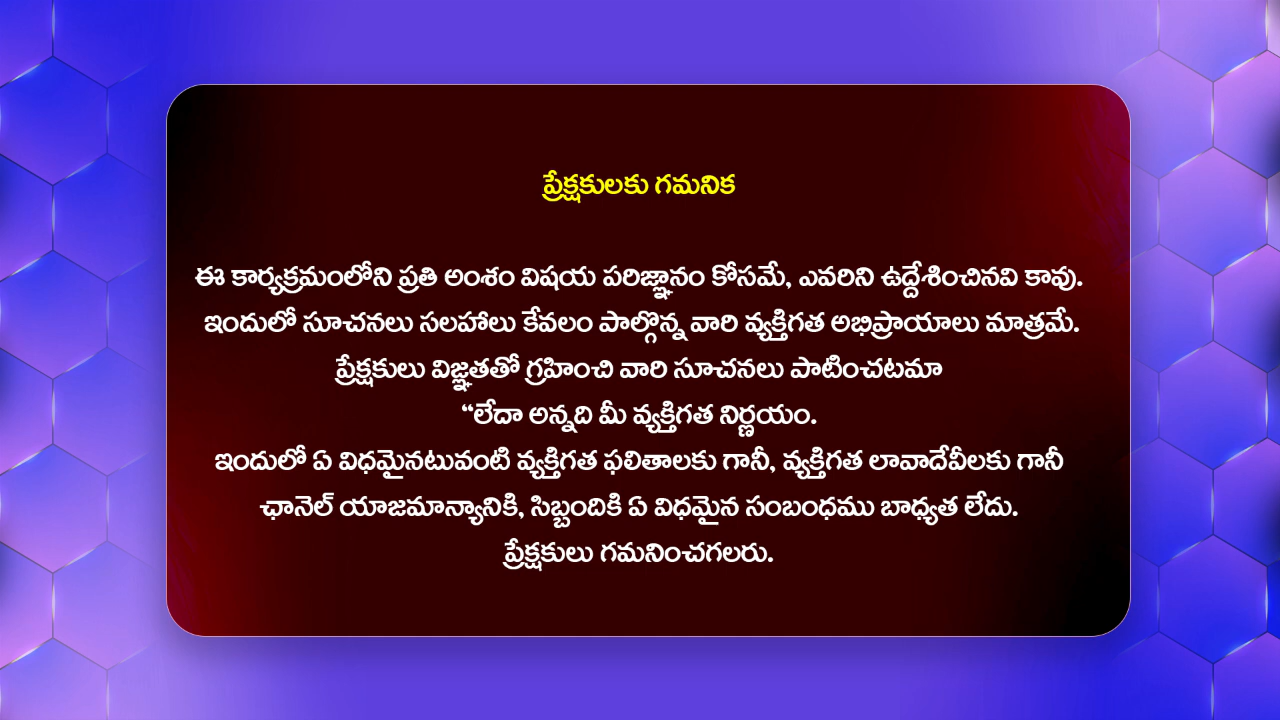 ప్రేక్షకులకు గమనిక
ఈ కార్యక్రమంలోని ప్రతి అంశం విషయ పరిజ్ఞానం కోసమే, ఎవరిని ఉద్దేశించినవి కావు.
ఇందులో సూచనలు సలహాలు కేవలం పాల్గొన్న వారి వ్యక్తిగత అభిప్రాయాలు మాత్రమే.
ప్రేక్షకులు విజ్ఞతతో గ్రహించి వారి సూచనలు పాటించటమా
“లేదా అన్నది మీ వ్యక్తిగత నిర్ణయం.
ఇందులో ఏ విధమైనటువంటి వ్యక్తిగత ఫలితాలకు గానీ, వ్యక్తిగత లావాదేవీలకు గానీ
ఛానెల్ యాజమాన్యానికి, సిబ్బందికి ఏ విధమైన సంబంధము బాధ్యత లేదు.
ప్రేక్షకులు గమనించగలరు.